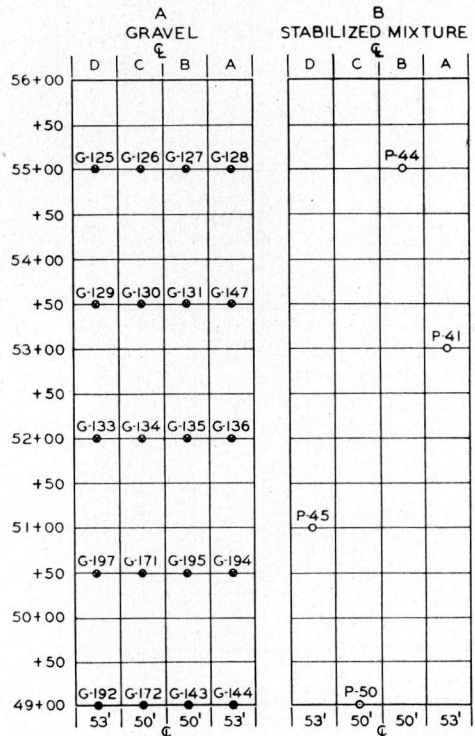 A
GRAVEL
℄
D C B A
B
STABILIZED MIXTURE
℄
D C B A
56+00
+50
G-125 G-126 G-127 G-128 P-44
55+00
+50
54+00
G-129 G-130 G-131 G-147
+50
P-41
53+00
+50
G-133 G-134 G-135 G-136
52+00
+50
P-45
51+00
G-197 G-171 G-195 G-194
+50
50+00
+50
G-192 G-172 G-143 G-144 P-50
49+00
53' 50' 50' 53' 53' 50' 50' 53'
℄ ℄